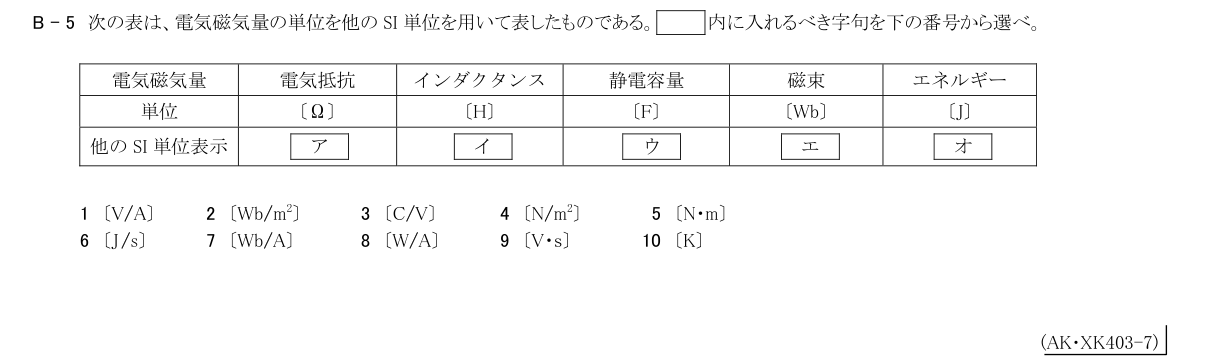 B-5 次の表は、電気磁気量の単位を他の SI 単位を用いて表したものである。 内に入れるべき字句を下の番号から選べ。
電気磁気量 電気抵抗 インダクタンス 静電容量 磁束 エネルギー
単位 〔Ω〕 〔H〕 〔F〕 〔Wb〕 〔J〕
他の SI 単位表示 ア イ ウ エ オ
1 〔V/A〕 2 〔Wb/m²〕 3 〔C/V〕 4 〔N/m²〕 5 〔N・m〕
6 〔J/s〕 7 〔Wb/A〕 8 〔W/A〕 9 〔V・s〕 10 〔K〕
(AK・XK403-7)